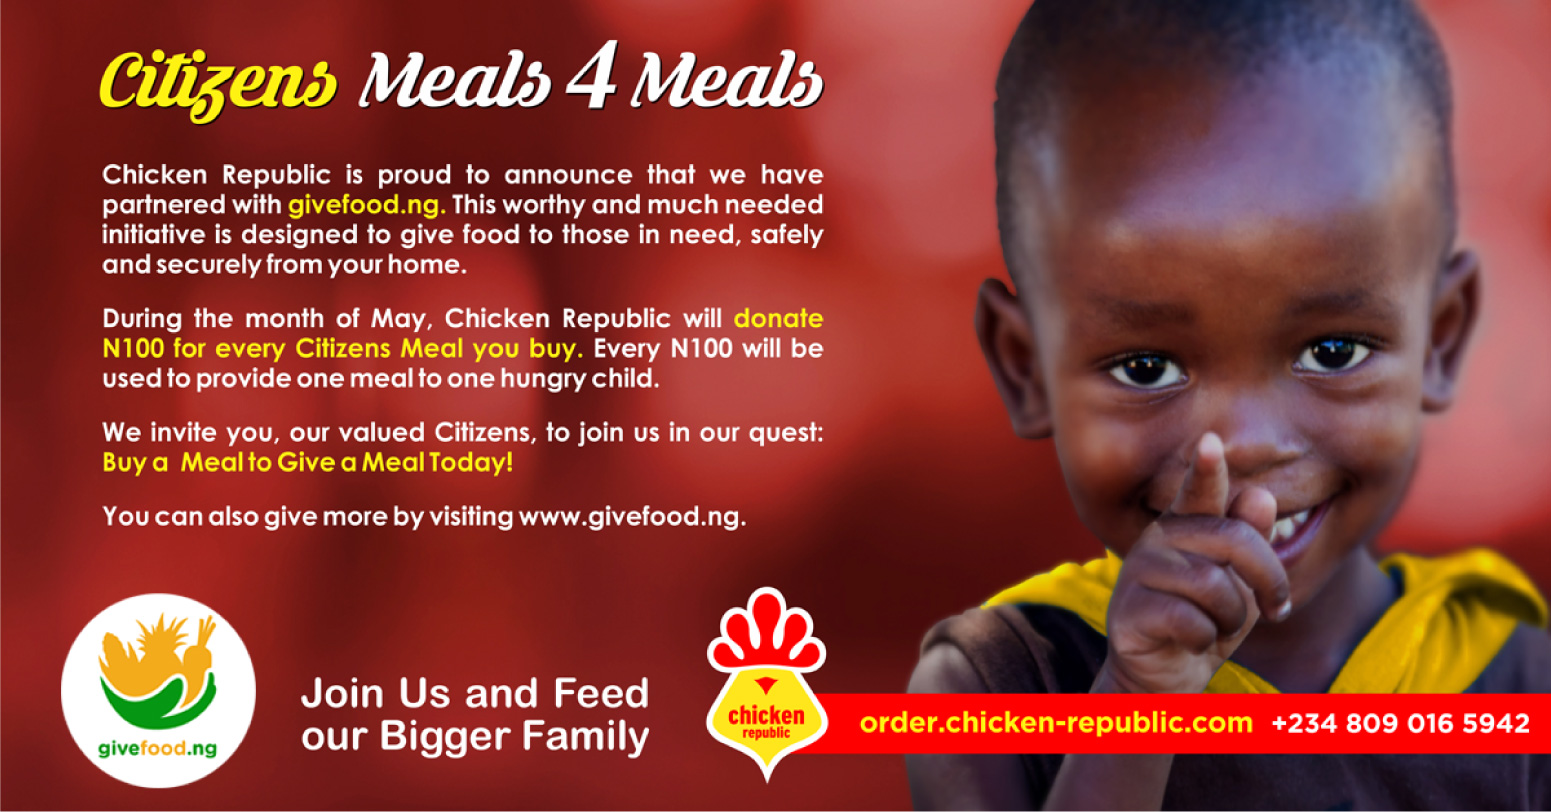 Citizens Meals 4 Meals
Chicken Republic is proud to announce that we have
partnered with givefood.ng. This worthy and much needed
initiative is designed to give food to those in need, safely
and securely from your home.
During the month of May, Chicken Republic will donate
N100 for every Citizens Meal you buy. Every N100 will be
used to provide one meal to one hungry child.
We invite you, our valued Citizens, to join us in our quest:
Buy a Meal to Give a Meal Today!
You can also give more by visiting www.givefood.ng.
givefood.ng
Join Us and Feed
our Bigger Family
chicken
republic
order.chicken-republic.com +234 809 016 5942